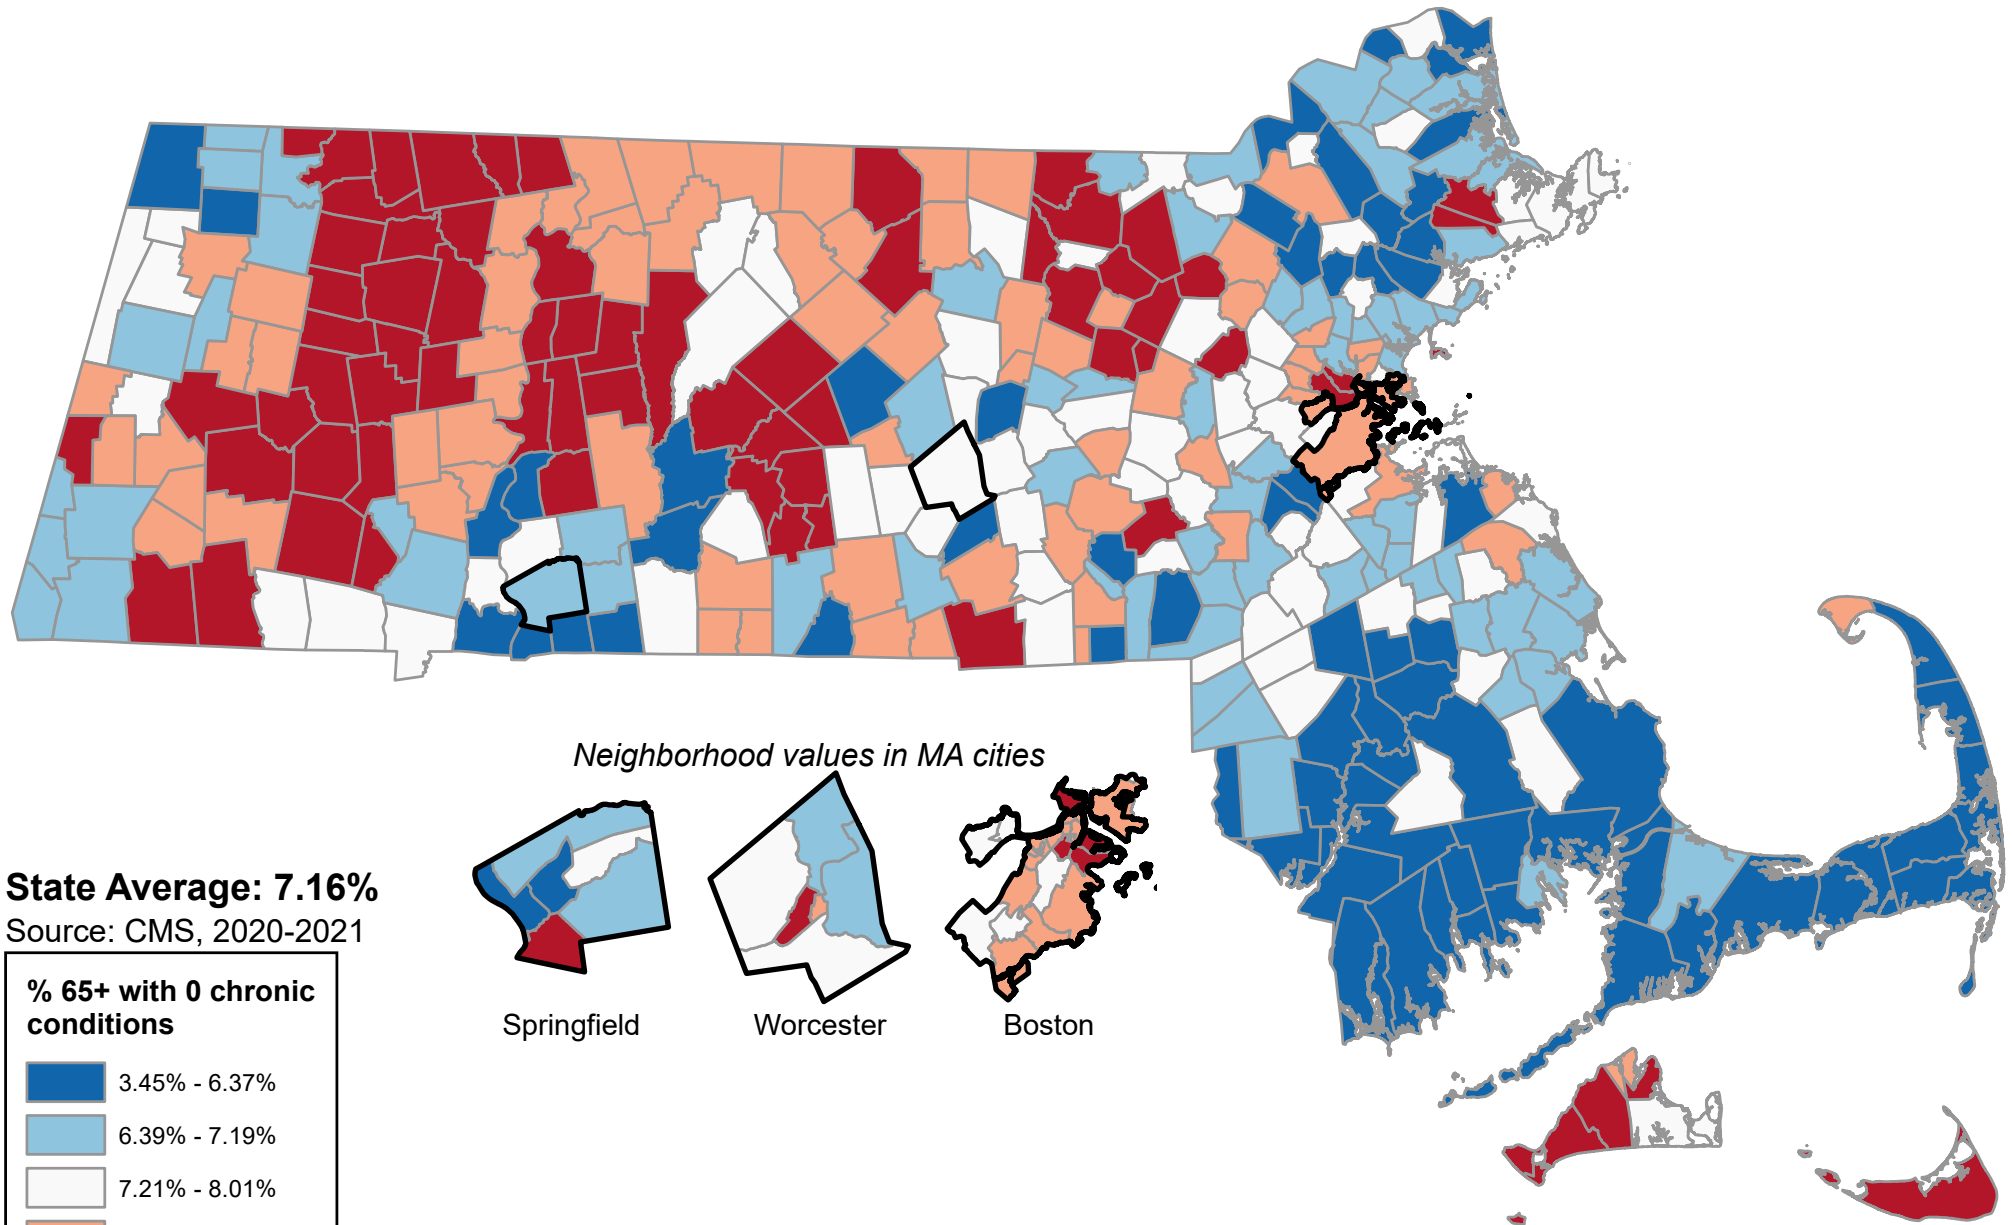 Neighborhood values in MA cities
Springfield
Worcester
Boston
State Average: 7.16%
Source: CMS, 2020-2021
% 65+ with 0 chronic
conditions
3.45% - 6.37%
6.39% - 7.19%
7.21% - 8.01%